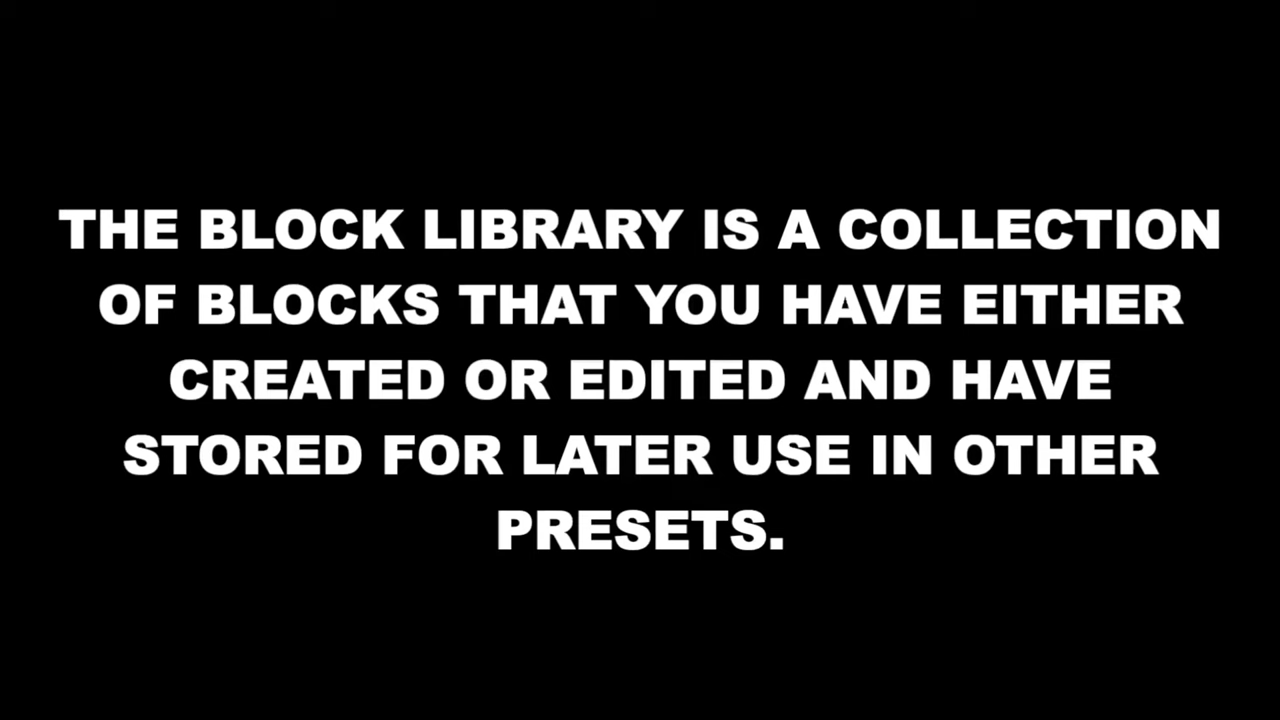 THE BLOCK LIBRARY IS A COLLECTION
OF BLOCKS THAT YOU HAVE EITHER
CREATED OR EDITED AND HAVE
STORED FOR LATER USE IN OTHER
PRESETS.